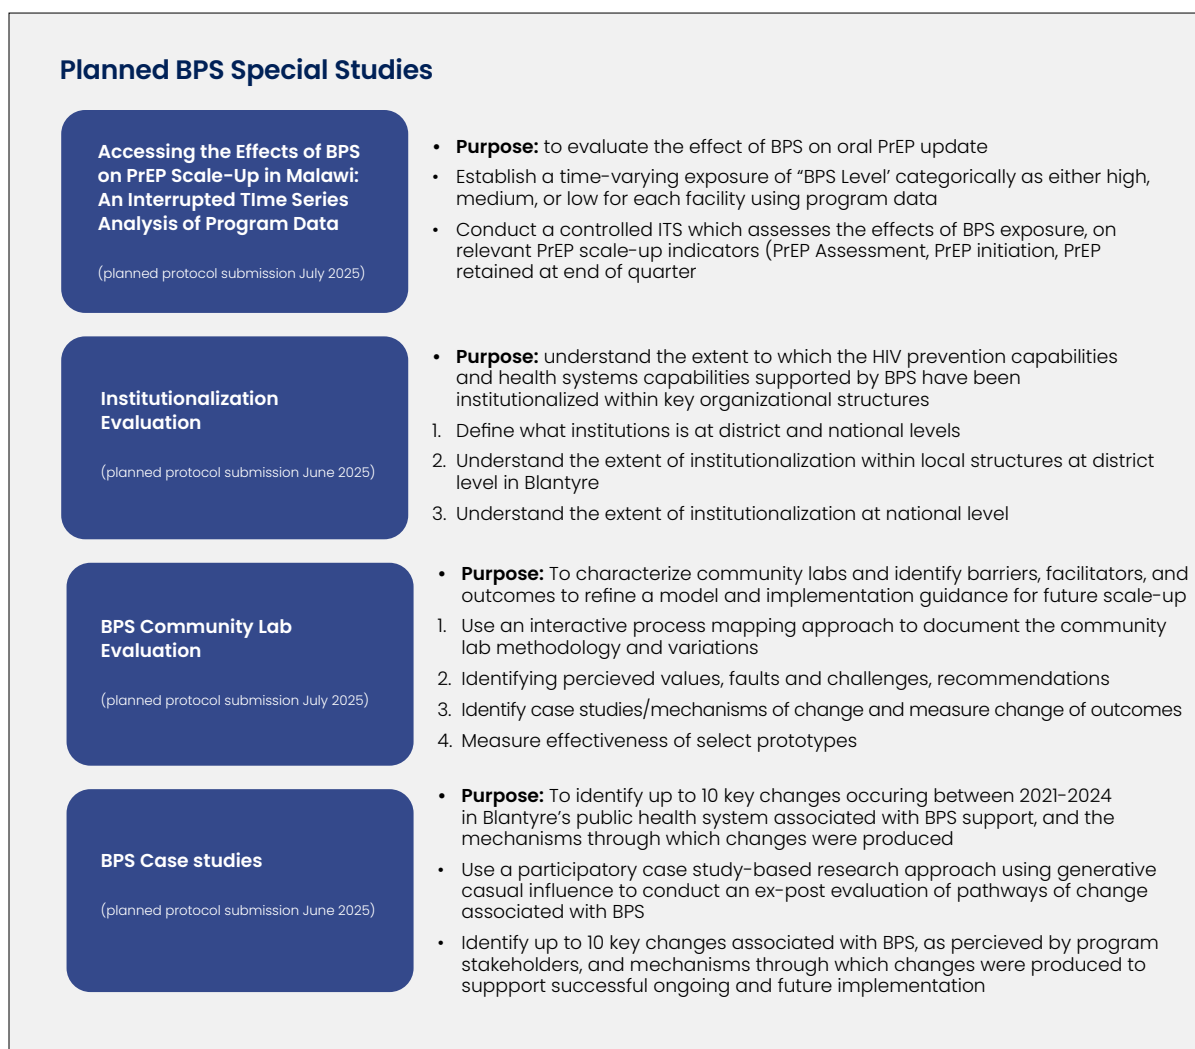 Planned BPS Special Studies
Accessing the Effects of BPS
on PrEP Scale-Up in Malawi:
An Interrupted TIme Series
Analysis of Program Data
(planned protocol submission July 2025)
• Purpose: to evaluate the effect of BPS on oral PrEP update
• Establish a time-varying exposure of “BPS Level’ categorically as either high,
medium, or low for each facility using program data
• Conduct a controlled ITS which assesses the effects of BPS exposure, on
relevant PrEP scale-up indicators (PrEP Assessment, PrEP initiation, PrEP
retained at end of quarter
Institutionalization
Evaluation
(planned protocol submission June 2025)
• Purpose: understand the extent to which the HIV prevention capabilities
and health systems capabilities supported by BPS have been
institutionalized within key organizational structures
1. Define what institutions is at district and national levels
2. Understand the extent of institutionalization within local structures at district
level in Blantyre
3. Understand the extent of institutionalization at national level
BPS Community Lab
Evaluation
(planned protocol submission July 2025)
• Purpose: To characterize community labs and identify barriers, facilitators, and
outcomes to refine a model and implementation guidance for future scale-up
1. Use an interactive process mapping approach to document the community
lab methodology and variations
2. Identifying percieved values, faults and challenges, recommendations
3. Identify case studies/mechanisms of change and measure change of outcomes
4. Measure effectiveness of select prototypes
BPS Case studies
(planned protocol submission June 2025)
• Purpose: To identify up to 10 key changes occuring between 2021-2024
in Blantyre’s public health system associated with BPS support, and the
mechanisms through which changes were produced
• Use a participatory case study-based research approach using generative
casual influence to conduct an ex-post evaluation of pathways of change
associated with BPS
• Identify up to 10 key changes associated with BPS, as percieved by program
stakeholders, and mechanisms through which changes were produced to
suppport successful ongoing and future implementation